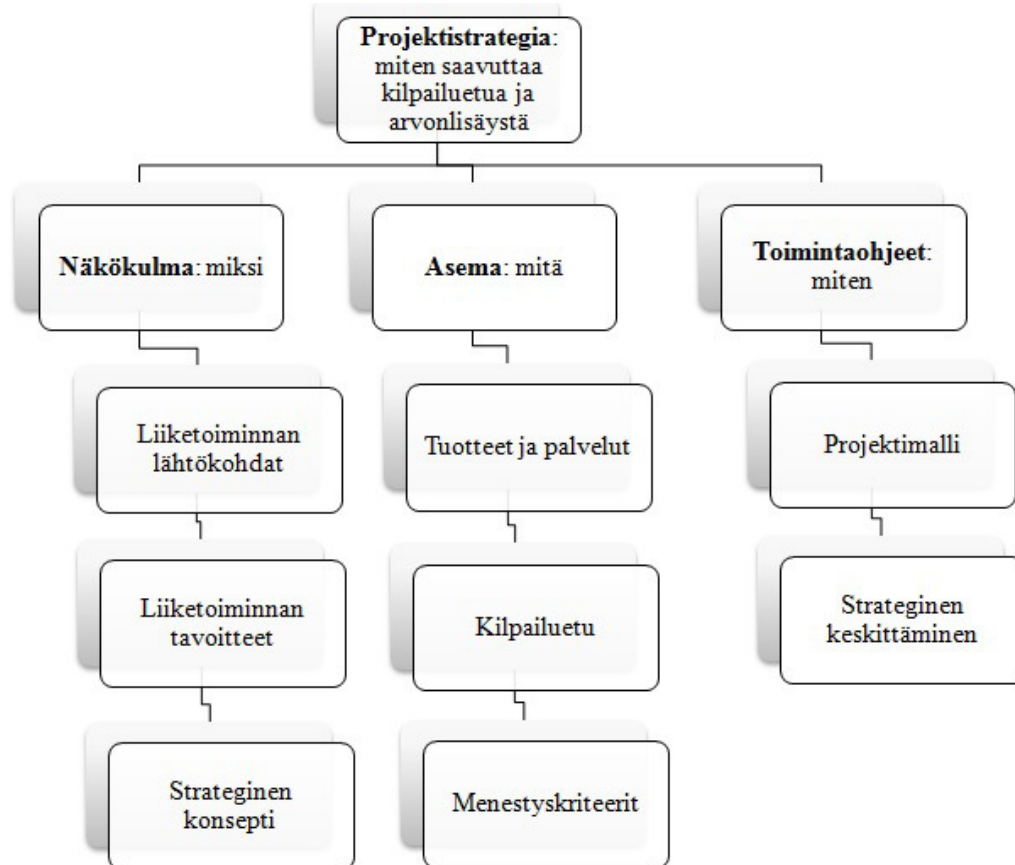 Projektistrategia:
miten saavuttaa
kilpailuetua ja
arvonlisäystä
Näkökulma: miksi
Asema: mitä
Toimintaohjeet:
miten
Liiketoiminnan
lähtökohdat
Tuotteet ja palvelut
Projektimalli
Liiketoiminnan
tavoitteet
Kilpailuetu
Strateginen
keskittäminen
Strateginen
konsepti
Menestyskriteerit